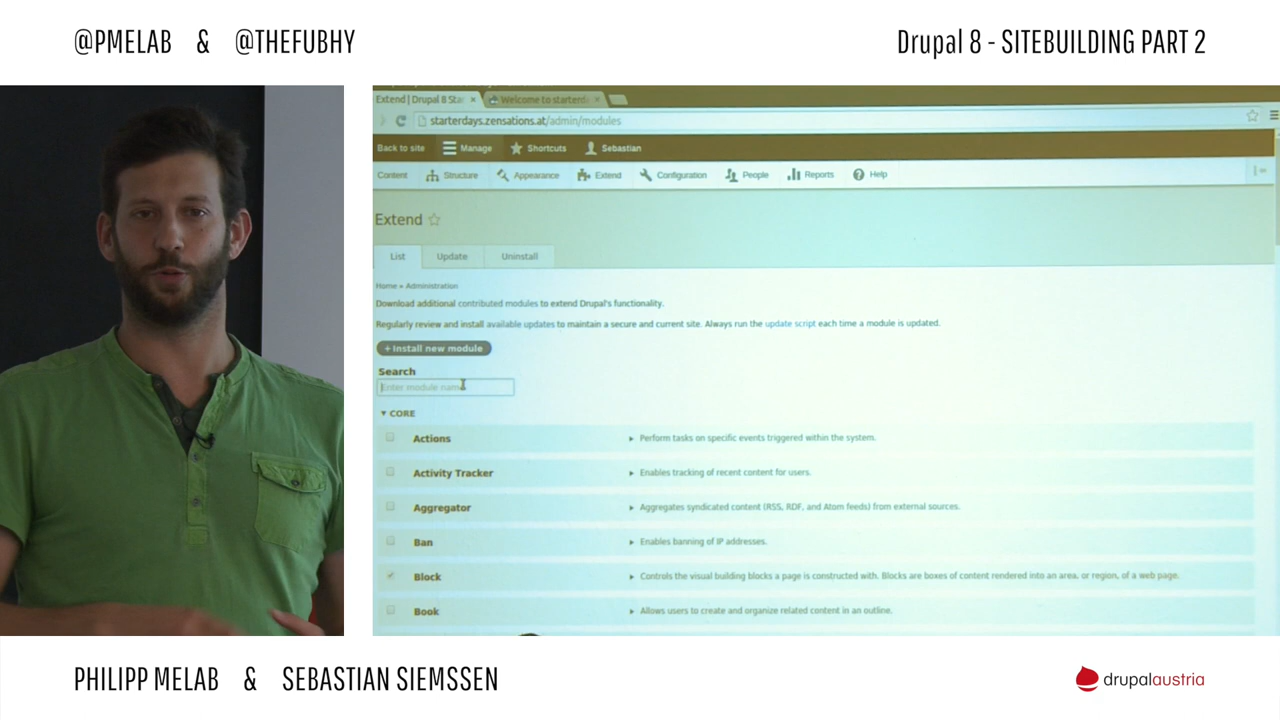 @PMELAB & @THEFUBHY
Drupal 8 - SITEBUILDING PART 2
Extend | Drupal 8 Star
Welcome to starterd
starterdays.zensations.at/admin/modules
Back to site Manage Shortcuts Sebastian
Content Structure Appearance Extend Configuration People Reports Help
Extend
List Update Uninstall
Home » Administration
Download additional contributed modules to extend Drupal's functionality.
Regularly review and install available updates to maintain a secure and current site. Always run the update script each time a module is updated.
+ Install new module
Search
Enter module name
▾ CORE
Actions ▸ Perform tasks on specific events triggered within the system.
Activity Tracker ▸ Enables tracking of recent content for users.
Aggregator ▸ Aggregates syndicated content (RSS, RDF, and Atom feeds) from external sources.
Ban ▸ Enables banning of IP addresses.
Block ▸ Controls the visual building blocks a page is constructed with. Blocks are boxes of content rendered into an area, or region, of a web page.
Book ▸ Allows users to create and organize related content in an outline.
PHILIPP MELAB & SEBASTIAN SIEMSSEN
drupalaustria